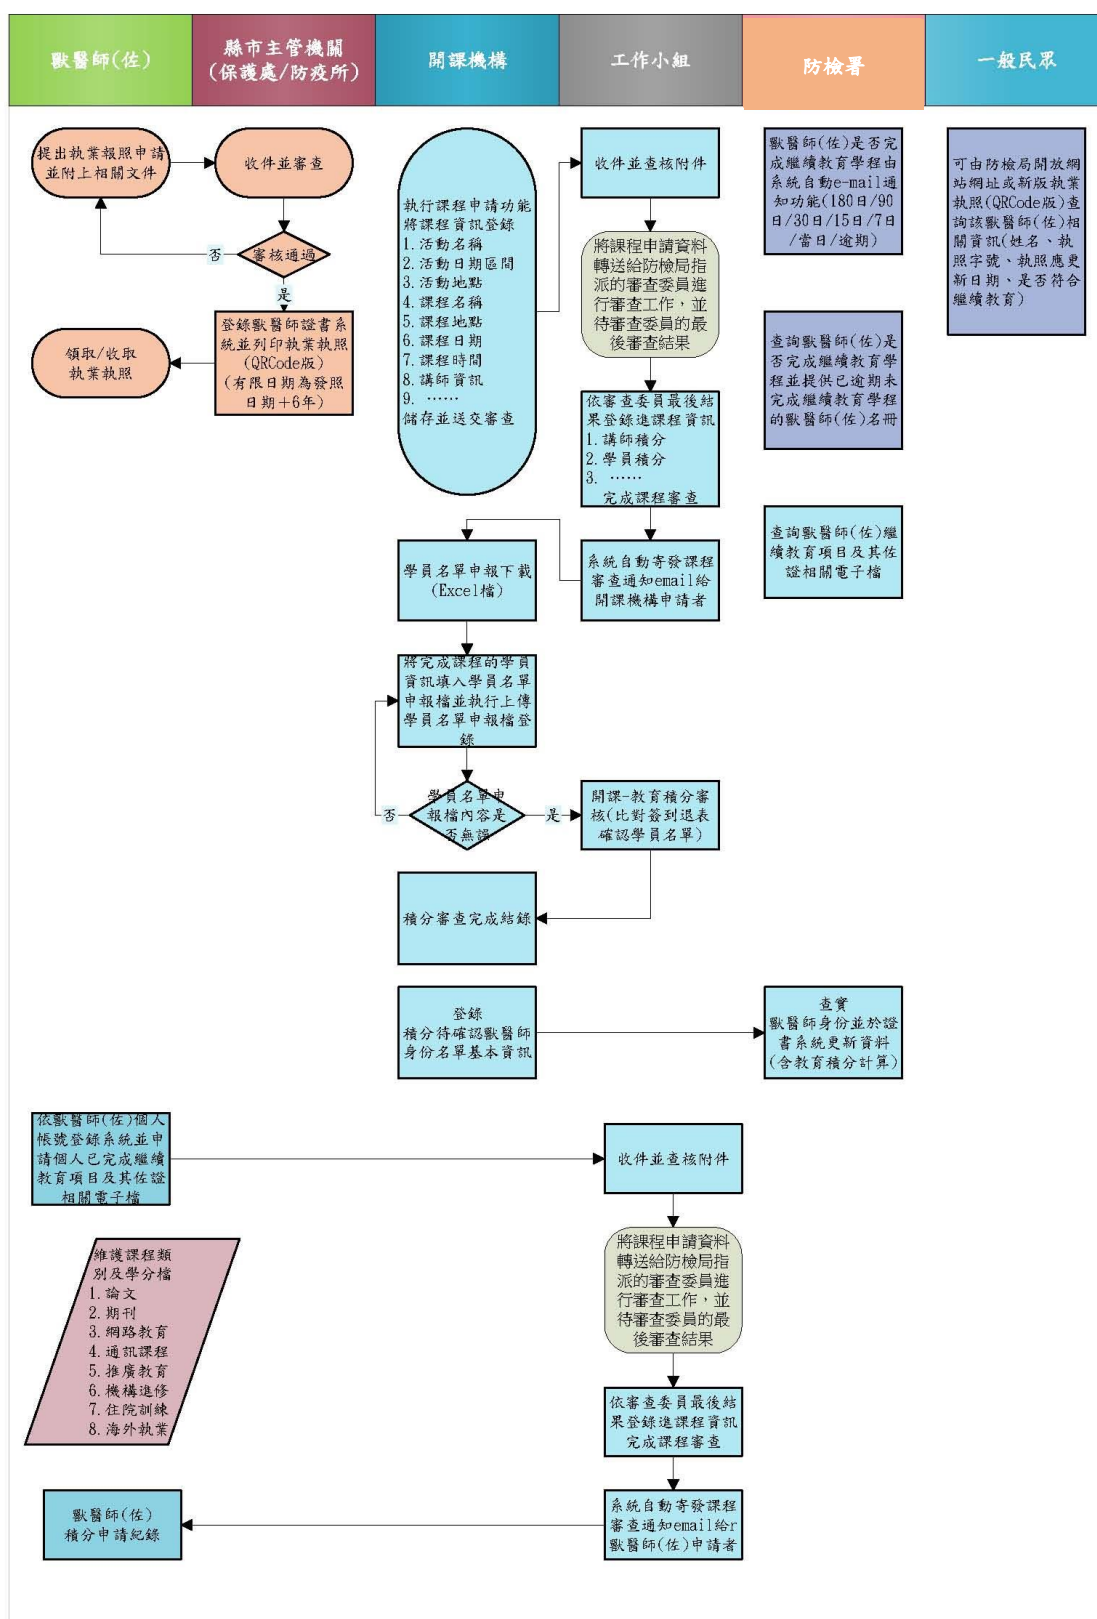 獸醫師(佐)
縣市主管機關
(保護處/防疫所)
開課機構
工作小組
防檢署
一般民眾
提出執業報照申請
並附上相關文件
收件並審查
審核通過
否
是
登錄獸醫師證書系
統並列印執業執照
(QRCode版)
(有限日期為發照
日期+6年)
領取/收取
執業執照
執行課程申請功能
將課程資訊登錄
1. 活動名稱
2. 活動日期區間
3. 活動地點
4. 課程名稱
5. 課程地點
6. 課程日期
7. 課程時間
8. 講師資訊
9. ……
儲存並送交審查
收件並查核附件
將課程申請資料
轉送給防檢局指
派的審查委員進
行審查工作，並
待審查委員的最
後審查結果
依審查委員最後結
果登錄進課程資訊
1. 講師積分
2. 學員積分
3. ……
完成課程審查
系統自動寄發課程
審查通知email給
開課機構申請者
學員名單申報下載
(Excel檔)
將完成課程的學員
資訊填入學員名單
申報檔並執行上傳
學員名單申報檔登
錄
學員名單申
報檔內容是
否無誤
否
是
開課-教育積分審
核(比對簽到退表
確認學員名單)
積分審查完成結錄
登錄
積分待確認獸醫師
身份名單基本資訊
查實
獸醫師身份並於證
書系統更新資料
(含教育積分計算)
獸醫師(佐)是否完
成繼續教育學程由
系統自動e-mail通
知功能(180日/90
日/30日/15日/7日
/當日/逾期)
查詢獸醫師(佐)是
否完成繼續教育學
程並提供已逾期未
完成繼續教育學程
的獸醫師(佐)名冊
查詢獸醫師(佐)繼
續教育項目及其佐
證相關電子檔
可由防檢局開放網
站網址或新版執業
執照(QRCode版)查
詢該獸醫師(佐)相
關資訊(姓名、執
照字號、執照應更
新日期、是否符合
繼續教育)
依獸醫師(佐)個人
帳號登錄系統並申
請個人已完成繼續
教育項目及其佐證
相關電子檔
收件並查核附件
將課程申請資料
轉送給防檢局指
派的審查委員進
行審查工作，並
待審查委員的最
後審查結果
維護課程類
別及學分檔
1. 論文
2. 期刊
3. 網路教育
4. 通訊課程
5. 推廣教育
6. 機構進修
7. 住院訓練
8. 海外執業
依審查委員最後結
果登錄進課程資訊
完成課程審查
系統自動寄發課程
審查通知email給r
獸醫師(佐)申請者
獸醫師(佐)
積分申請紀錄